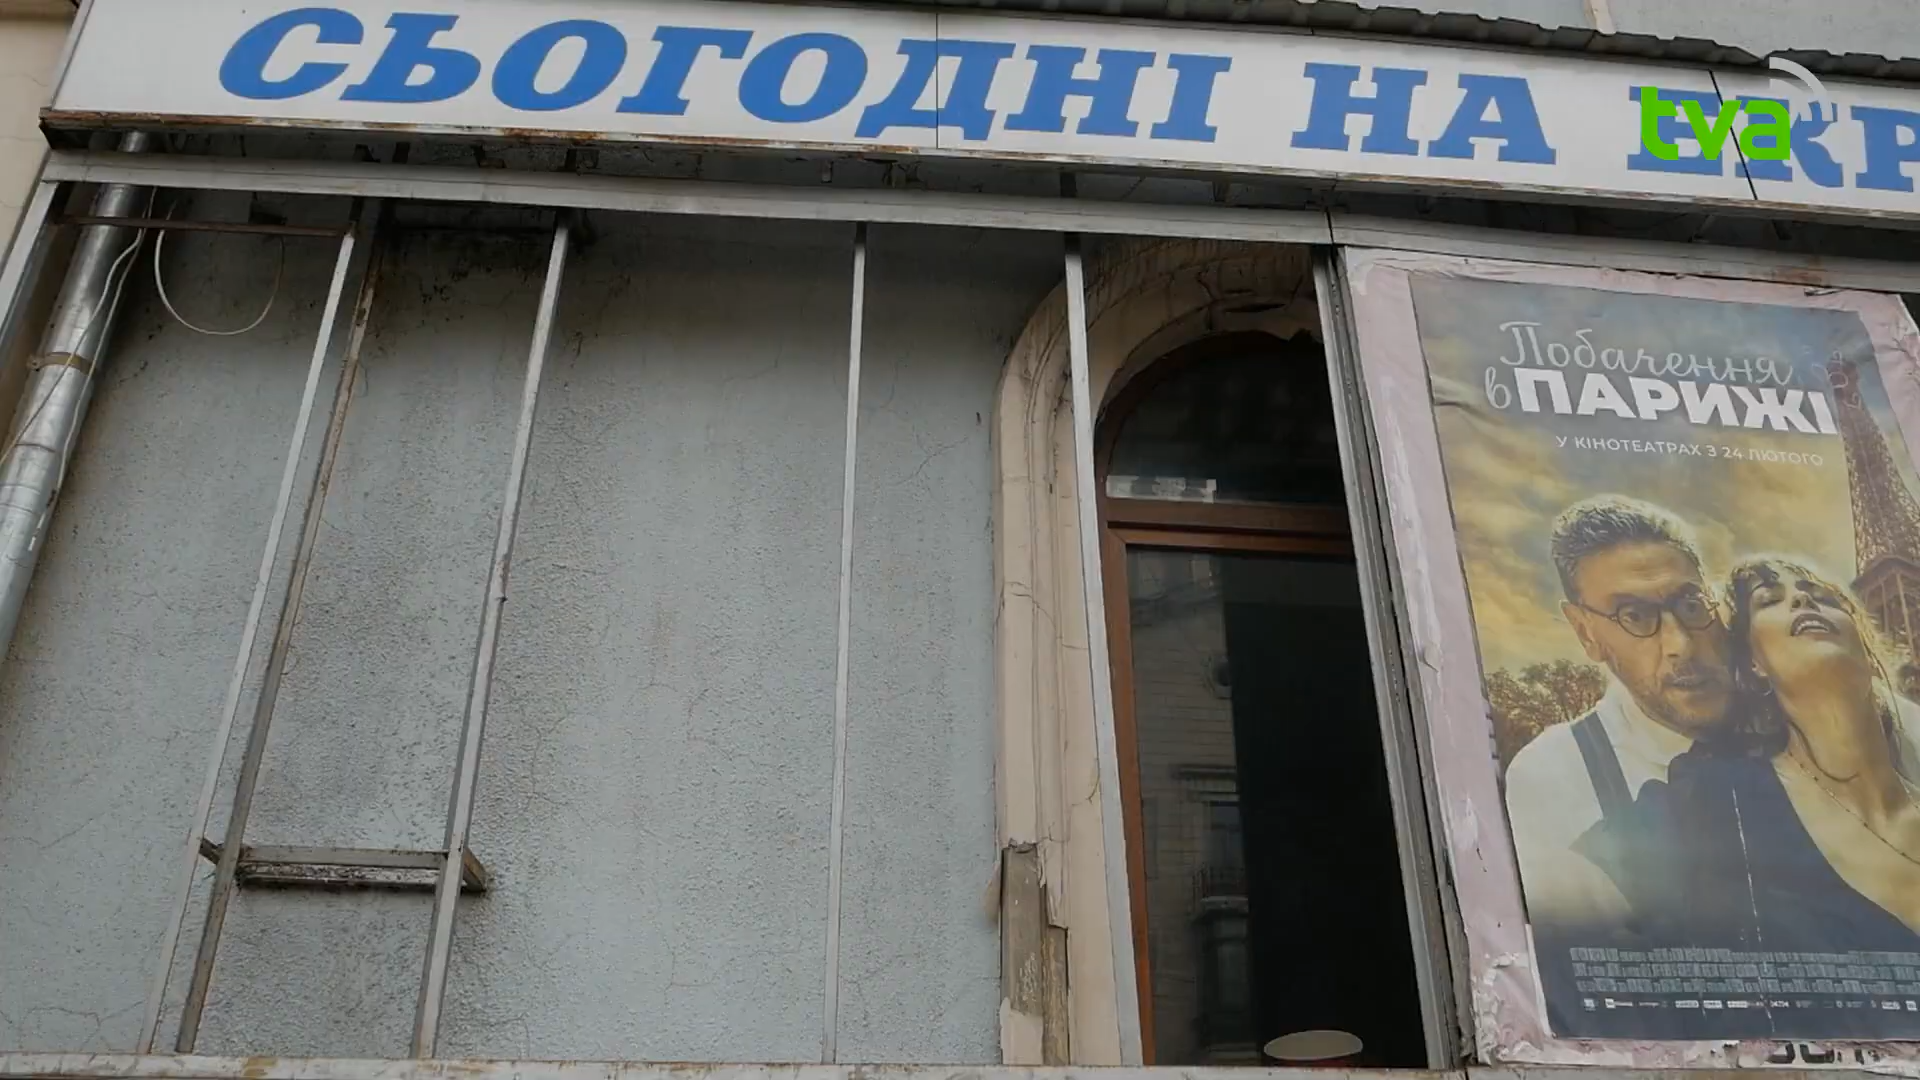 СЬОГОДНІ НА ЕКР
tva
Побачення
в ПАРИЖІ
У КІНОТЕАТРАХ З 24 ЛЮТОГО